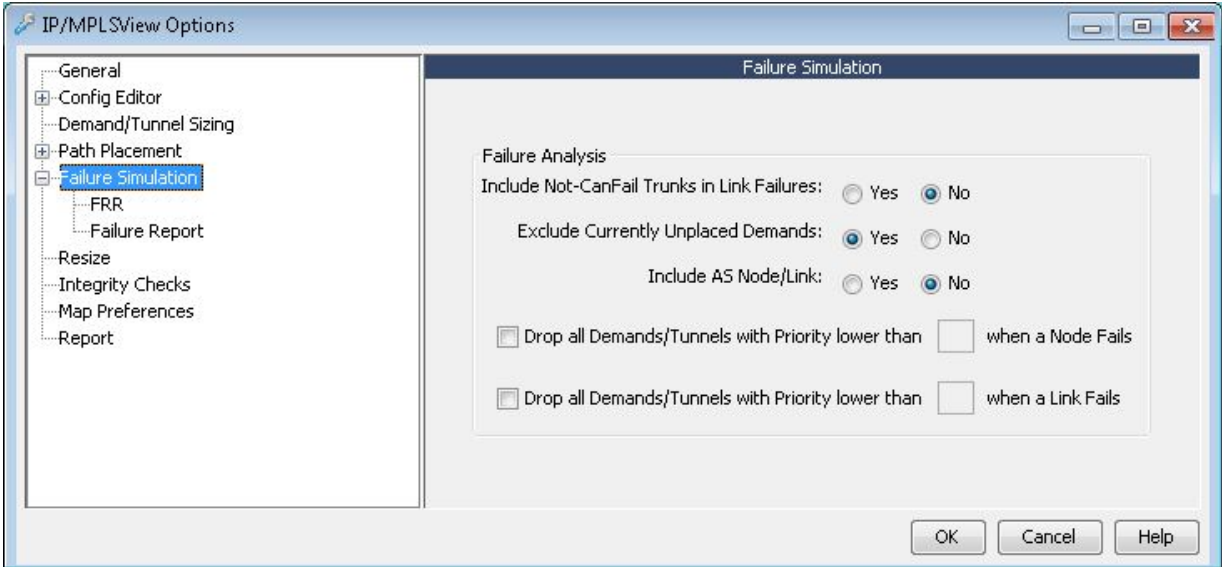 IP/MPLSView Options
General
Config Editor
Demand/Tunnel Sizing
Path Placement
Failure Simulation
FRR
Failure Report
Resize
Integrity Checks
Map Preferences
Report
Failure Simulation
Failure Analysis
Include Not-CanFail Trunks in Link Failures: Yes No
Exclude Currently Unplaced Demands: Yes No
Include AS Node/Link: Yes No
Drop all Demands/Tunnels with Priority lower than when a Node Fails
Drop all Demands/Tunnels with Priority lower than when a Link Fails
OK Cancel Help